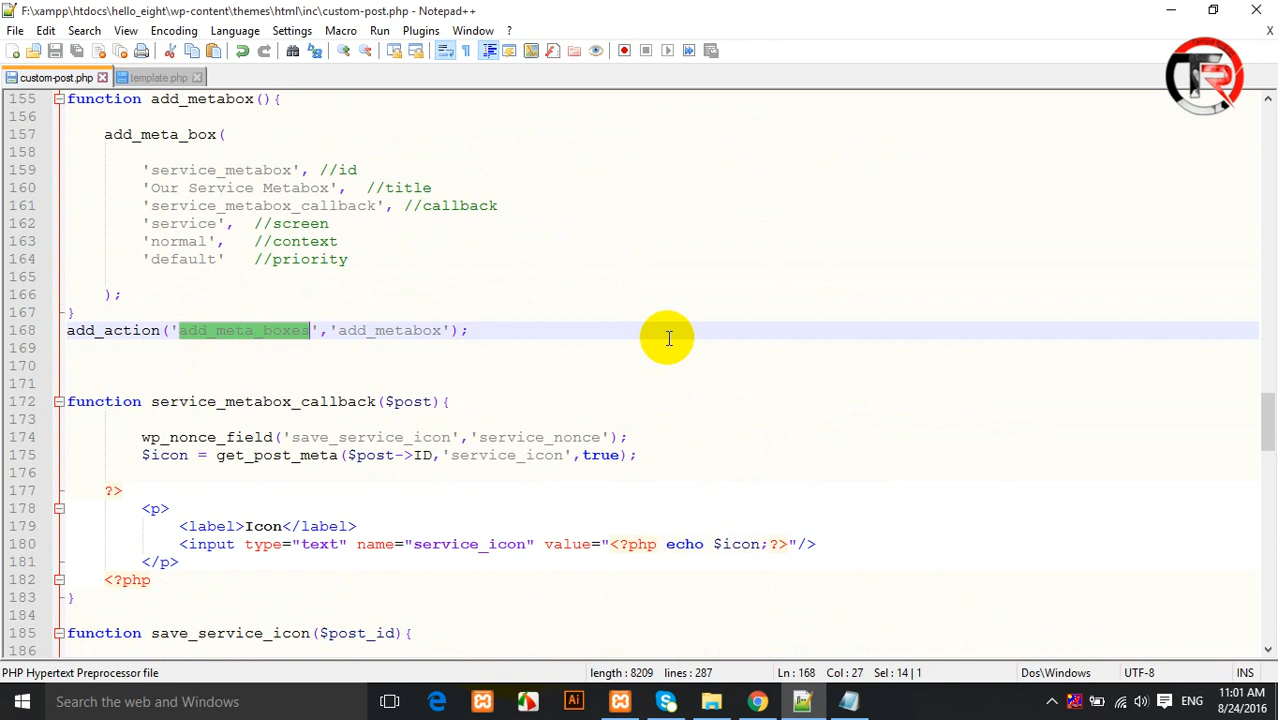 F:\xampp\htdocs\hello_eight\wp-content\themes\html\inc\custom-post.php - Notepad++
File Edit Search View Encoding Language Settings Macro Run Plugins Window ?
X
custom-post.php template.php
TR
155 function add_metabox(){
156
157 add_meta_box(
158
159 'service_metabox', //id
160 'Our Service Metabox', //title
161 'service_metabox_callback', //callback
162 'service', //screen
163 'normal', //context
164 'default' //priority
165
166 );
167 }
168 add_action('add_meta_boxes','add_metabox');
169
170
171
172 function service_metabox_callback($post){
173
174 wp_nonce_field('save_service_icon','service_nonce');
175 $icon = get_post_meta($post->ID,'service_icon',true);
176
177 ?>
178 <p>
179 <label>Icon</label>
180 <input type="text" name="service_icon" value="<?php echo $icon;?>"/>
181 </p>
182 <?php
183 }
184
185 function save_service_icon($post_id){
186
PHP Hypertext Preprocessor file length : 8209 lines : 287 Ln : 168 Col : 27 Sel : 14 | 1 Dos\Windows UTF-8 INS
Search the web and Windows
Ai
ENG
11:01 AM
8/24/2016